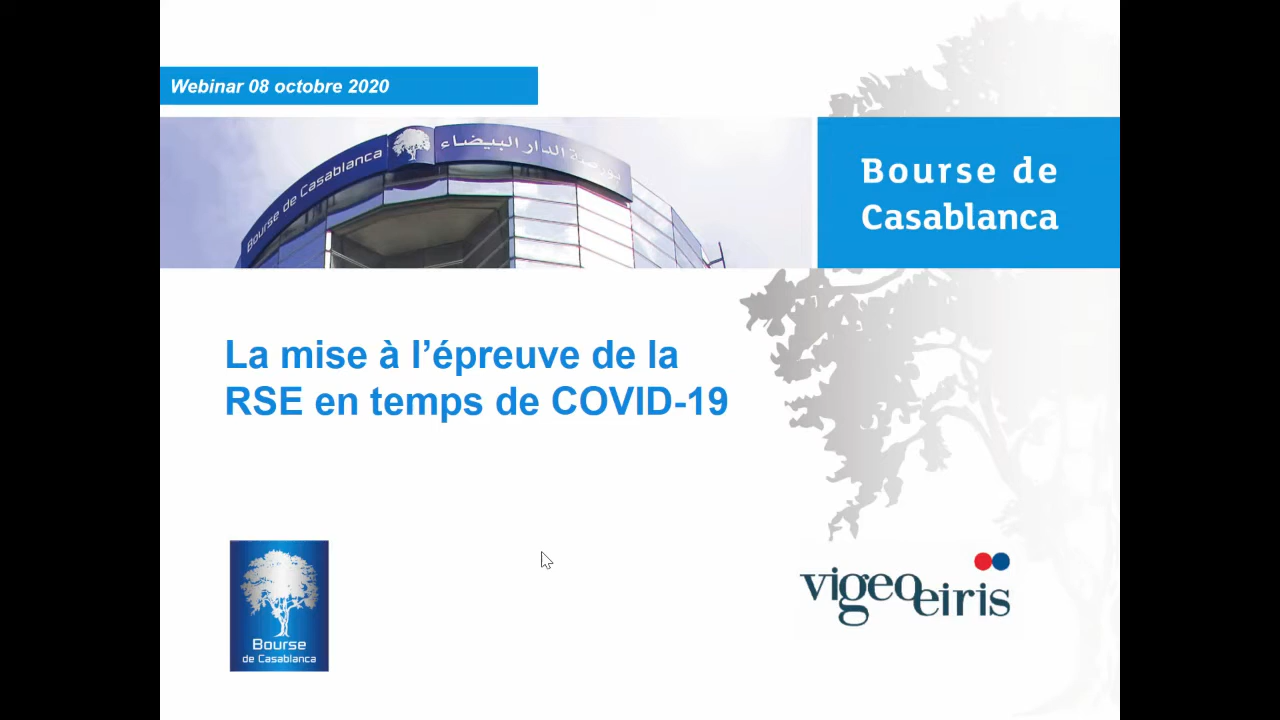 Webinar 08 octobre 2020
Bourse de Casablanca
بورصة الدار البيضاء
Bourse de
Casablanca
La mise à l’épreuve de la
RSE en temps de COVID-19
Bourse
de Casablanca
vigeoeiris